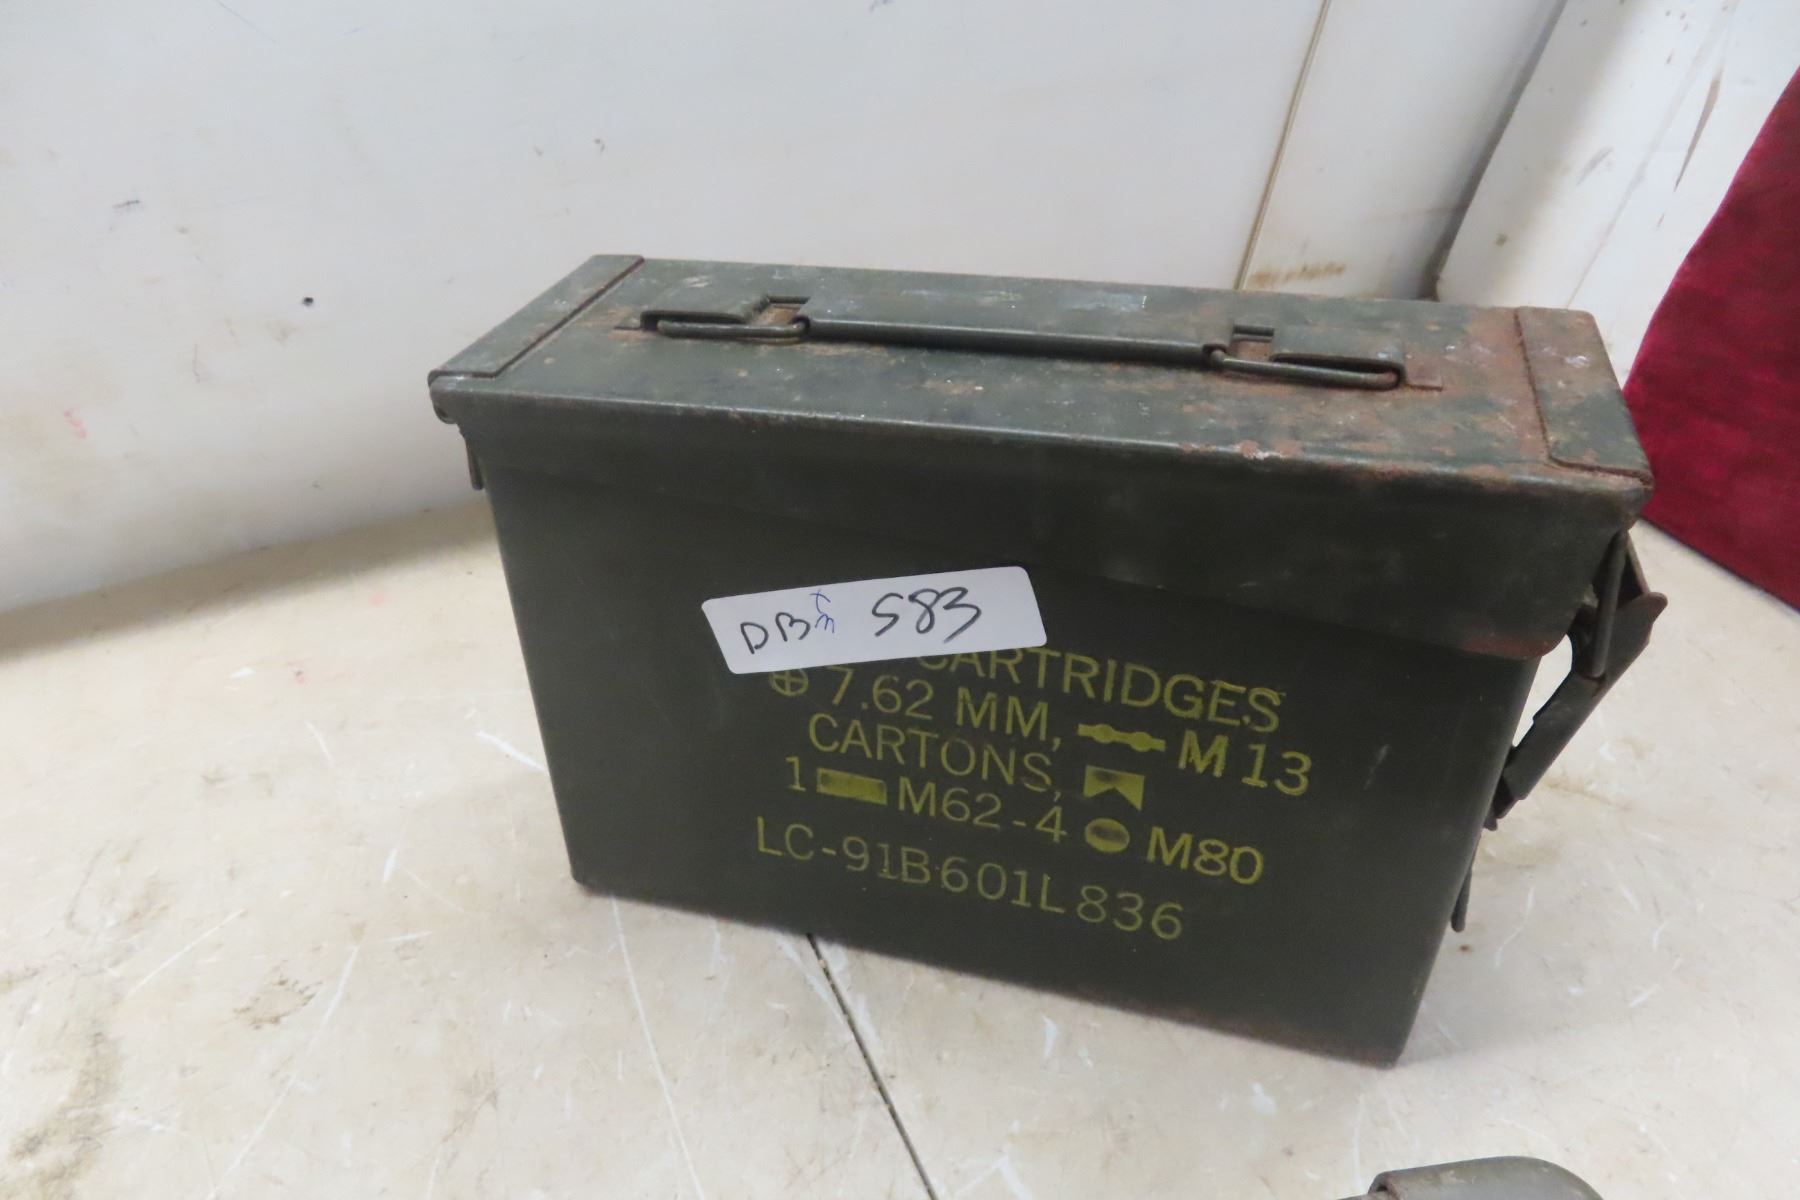 DB 583
CARTRIDGES
7.62 MM, M13
CARTONS,
1 M62-4 M80
LC-91B601L836